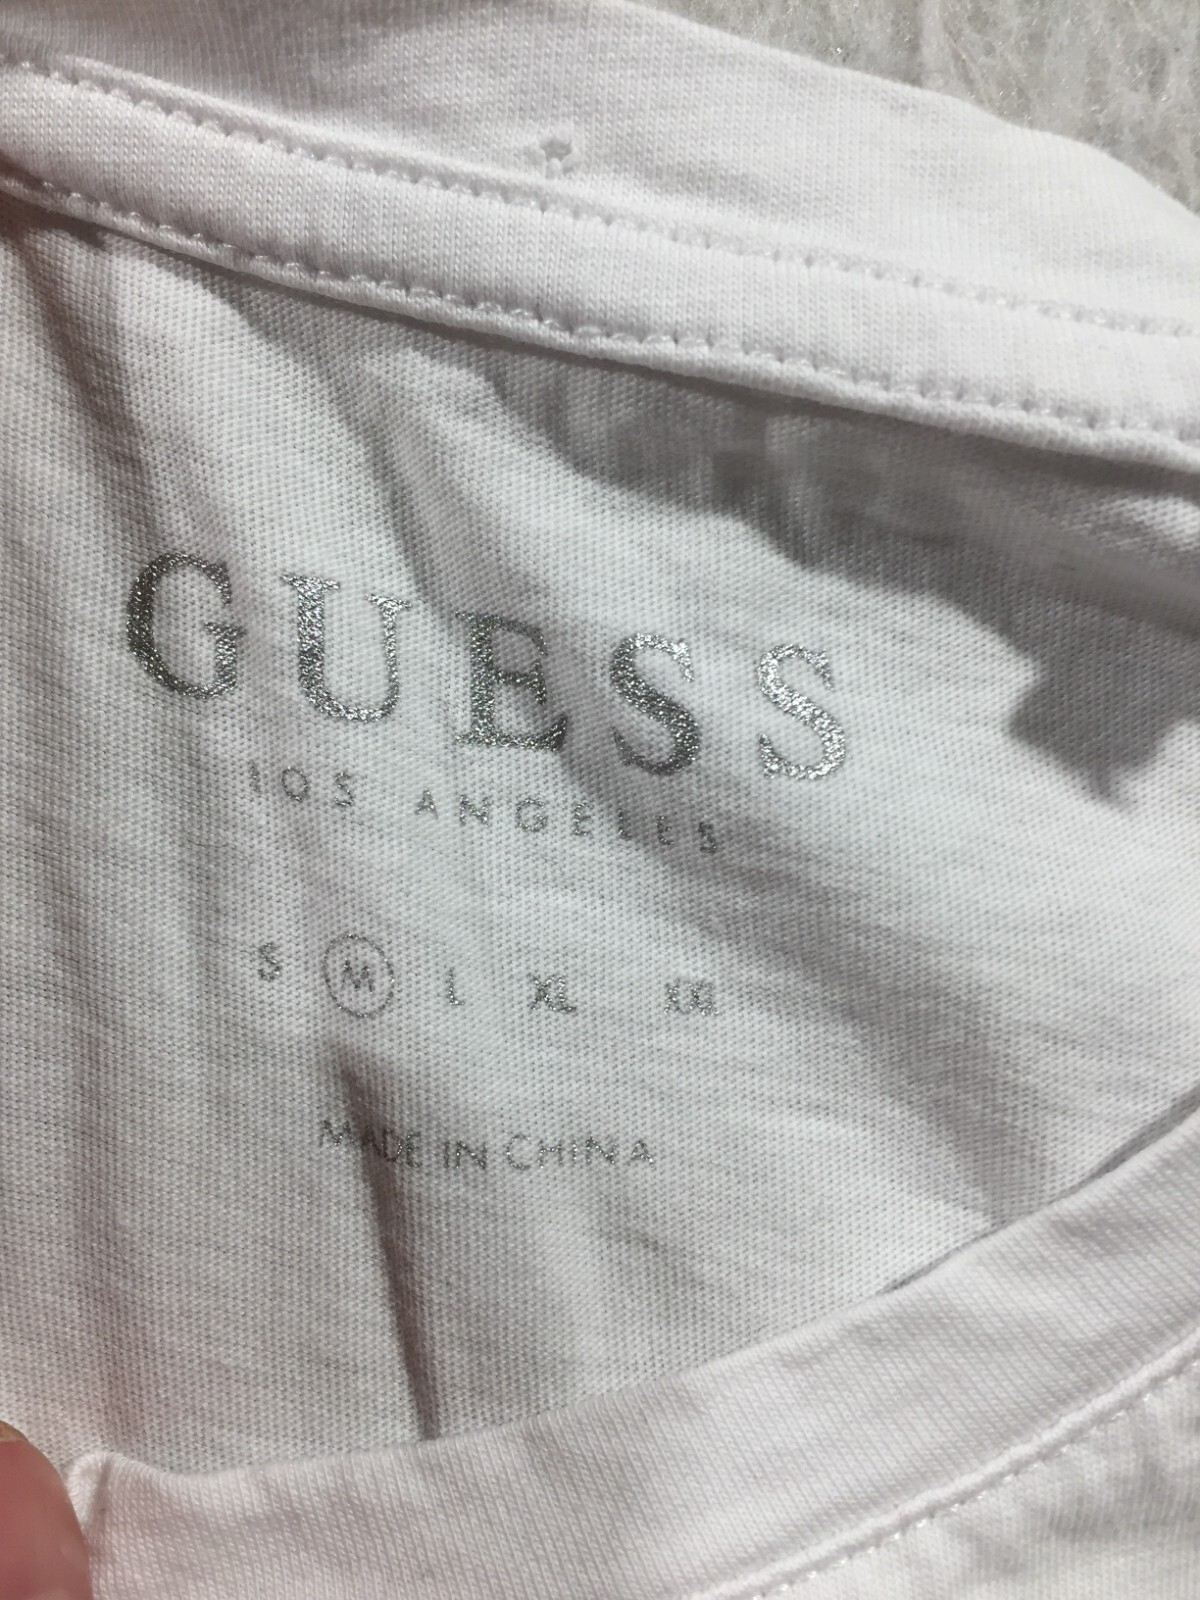 GUESS
LOS ANGELES
S M L XL XXL
MADE IN CHINA